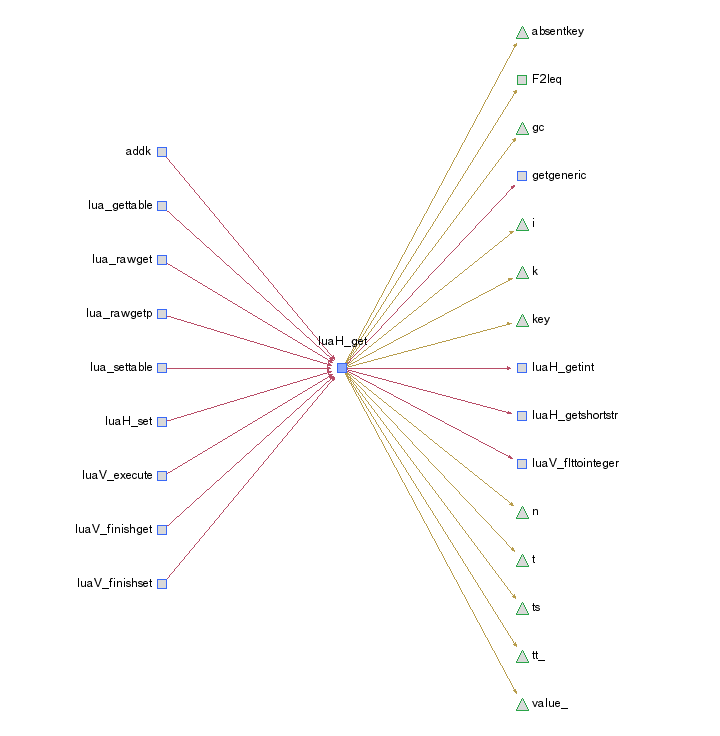 addk
lua_gettable
lua_rawget
lua_rawgetp
lua_settable
luaH_set
luaV_execute
luaV_finishget
luaV_finishset
luaH_get
absentkey
F2Ieq
gc
getgeneric
i
k
key
luaH_getint
luaH_getshortstr
luaV_flttointeger
n
t
ts
tt_
value_